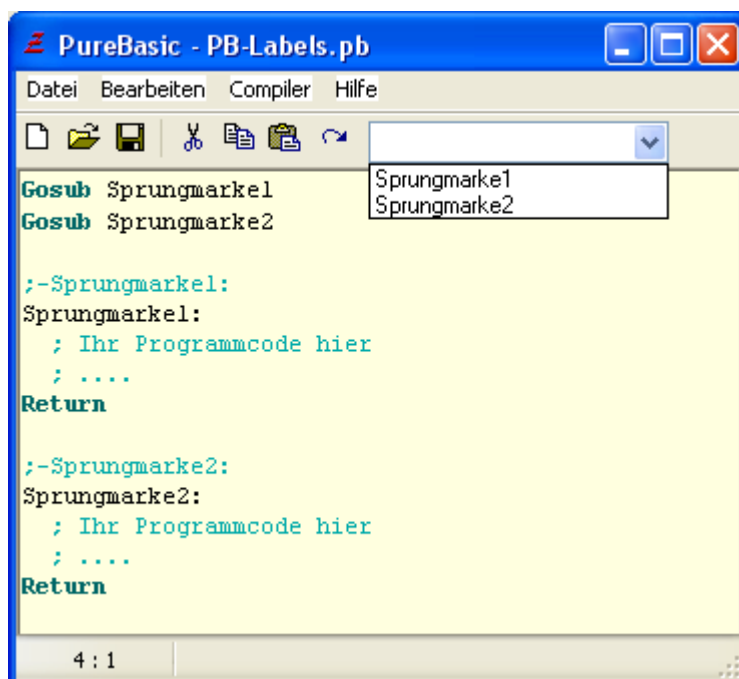 PureBasic - PB-Labels.pb
Datei Bearbeiten Compiler Hilfe
Sprungmarke1
Sprungmarke2
Gosub Sprungmarke1
Gosub Sprungmarke2
;-Sprungmarke1:
Sprungmarke1:
; Ihr Programmcode hier
; ....
Return
;-Sprungmarke2:
Sprungmarke2:
; Ihr Programmcode hier
; ....
Return
4 : 1